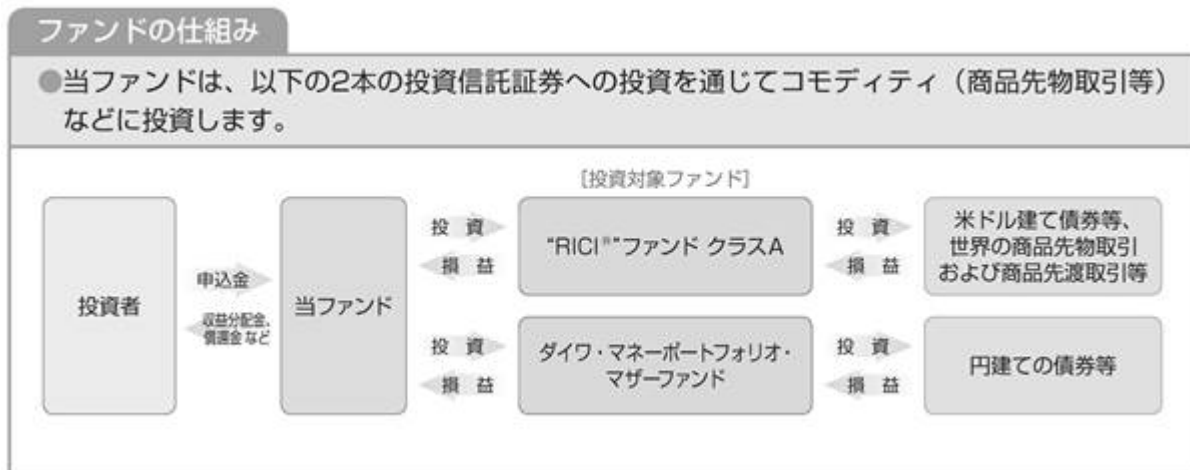 ファンドの仕組み
●当ファンドは、以下の2本の投資信託証券への投資を通じてコモディティ（商品先物取引等）
などに投資します。
［投資対象ファンド］
投資者
申込金
収益分配金、
償還金 など
当ファンド
投 資
損 益
“RICI®”ファンド クラスA
投 資
損 益
米ドル建て債券等、
世界の商品先物取引
および商品先渡取引等
投 資
損 益
ダイワ・マネーポートフォリオ・
マザーファンド
投 資
損 益
円建ての債券等